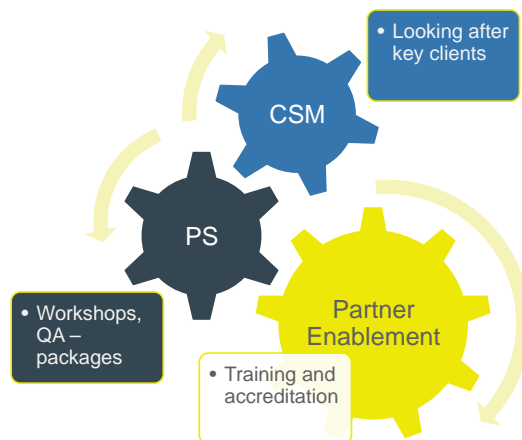 • Looking after
key clients
CSM
PS
• Workshops,
QA –
packages
Partner
Enablement
• Training and
accreditation